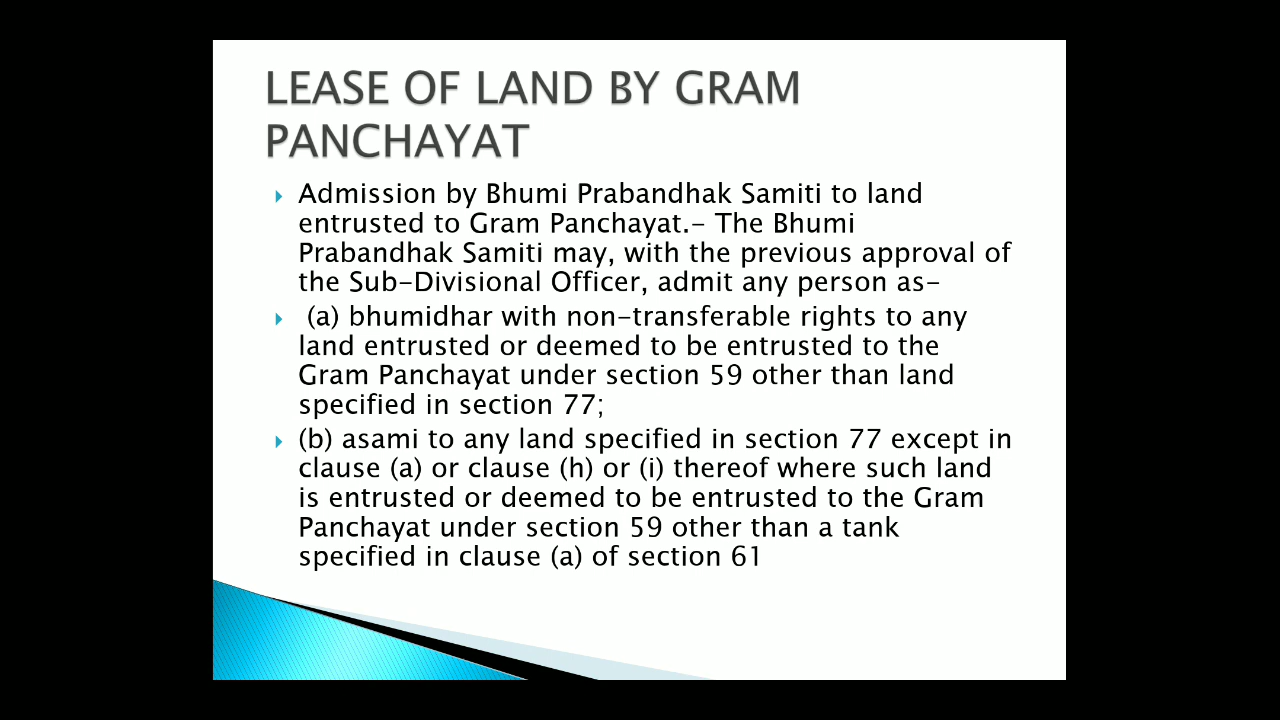 LEASE OF LAND BY GRAM
PANCHAYAT
Admission by Bhumi Prabandhak Samiti to land
entrusted to Gram Panchayat.- The Bhumi
Prabandhak Samiti may, with the previous approval of
the Sub-Divisional Officer, admit any person as-
(a) bhumidhar with non-transferable rights to any
land entrusted or deemed to be entrusted to the
Gram Panchayat under section 59 other than land
specified in section 77;
(b) asami to any land specified in section 77 except in
clause (a) or clause (h) or (i) thereof where such land
is entrusted or deemed to be entrusted to the Gram
Panchayat under section 59 other than a tank
specified in clause (a) of section 61